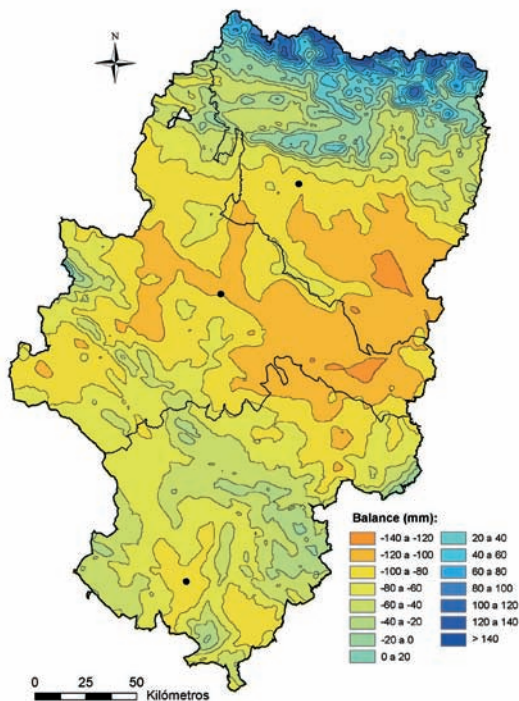 N
Balance (mm):
-140 a -120
-120 a -100
-100 a -80
-80 a -60
-60 a -40
-40 a -20
-20 a 0
0 a 20
20 a 40
40 a 60
60 a 80
80 a 100
100 a 120
120 a 140
> 140
50 25 0 50
Kilómetros